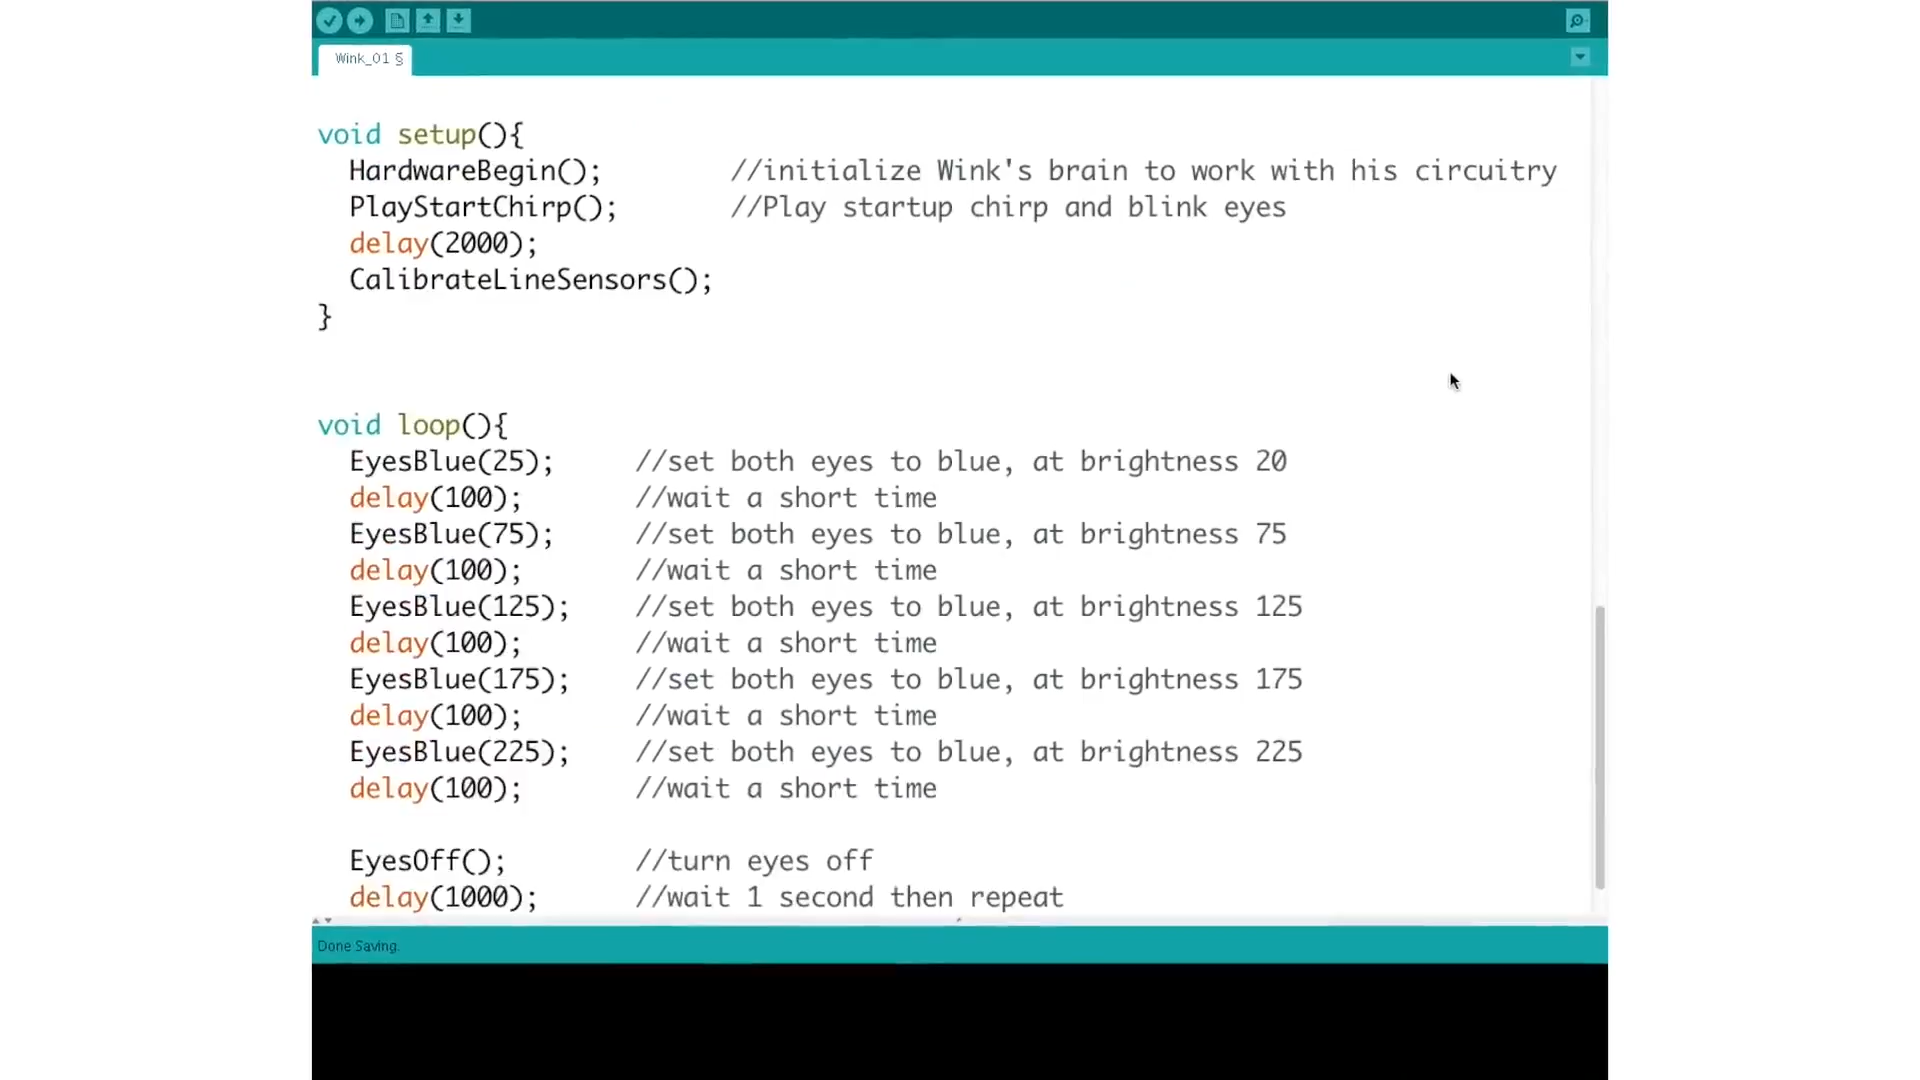 Wink_01 §
void setup(){
  HardwareBegin();        //initialize Wink's brain to work with his circuitry
  PlayStartChirp();       //Play startup chirp and blink eyes
  delay(2000);
  CalibrateLineSensors();
}
void loop(){
  EyesBlue(25);     //set both eyes to blue, at brightness 20
  delay(100);       //wait a short time
  EyesBlue(75);     //set both eyes to blue, at brightness 75
  delay(100);       //wait a short time
  EyesBlue(125);    //set both eyes to blue, at brightness 125
  delay(100);       //wait a short time
  EyesBlue(175);    //set both eyes to blue, at brightness 175
  delay(100);       //wait a short time
  EyesBlue(225);    //set both eyes to blue, at brightness 225
  delay(100);       //wait a short time
  EyesOff();        //turn eyes off
  delay(1000);      //wait 1 second then repeat
Done Saving.